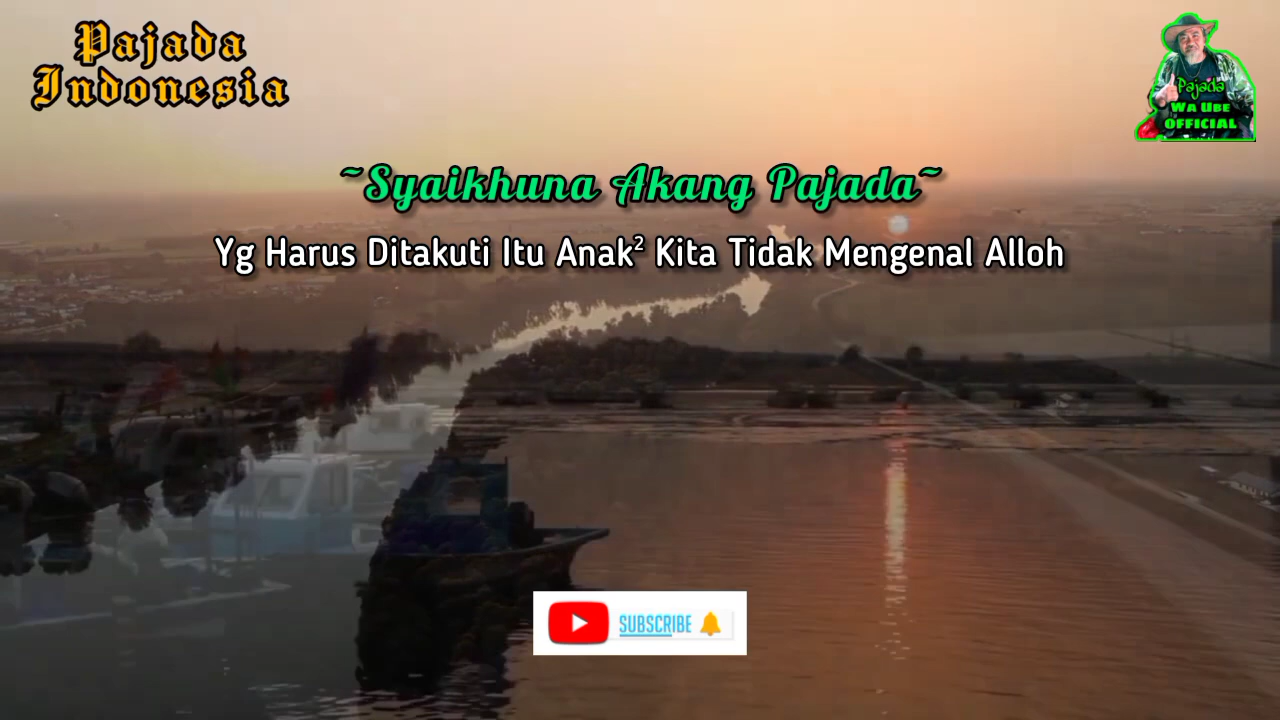 Pajada
Indonesia
Pajada
Wa Ube
OFFICIAL
~Syaikhuna Akang Pajada~
Yg Harus Ditakuti Itu Anak² Kita Tidak Mengenal Alloh
SUBSCRIBE